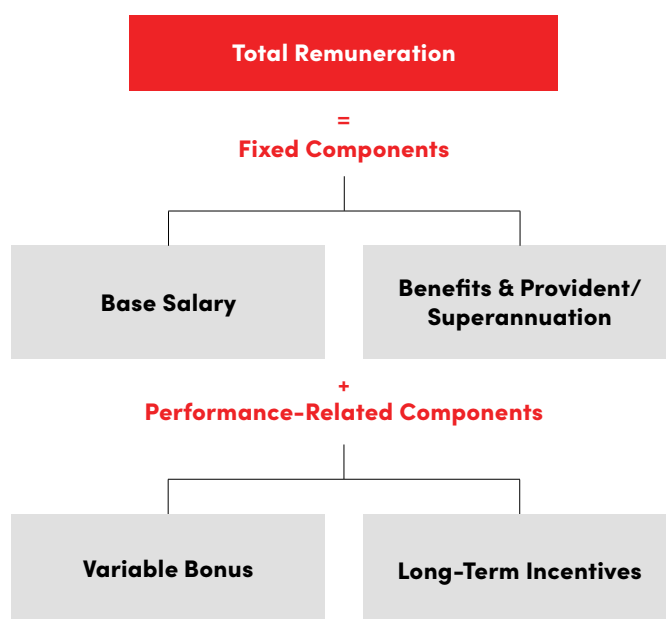 Total Remuneration
=
Fixed Components
Base Salary
Benefits & Provident/
Superannuation
+
Performance-Related Components
Variable Bonus
Long-Term Incentives